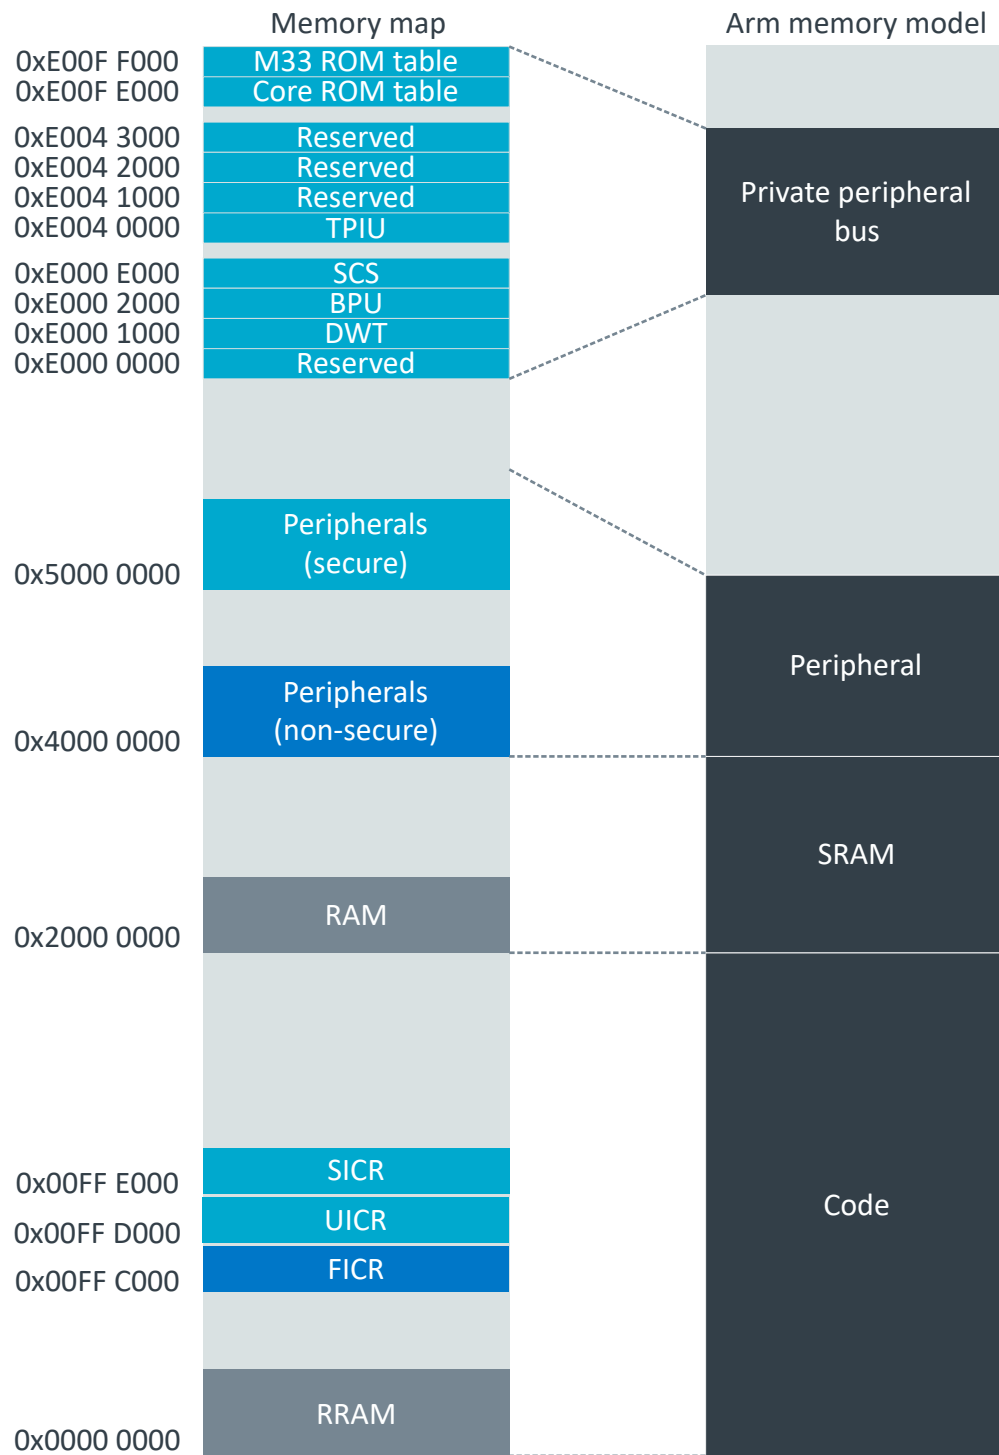 Memory map
Arm memory model
0xE00F F000
M33 ROM table
0xE00F E000
Core ROM table
0xE004 3000
Reserved
0xE004 2000
Reserved
0xE004 1000
Reserved
0xE004 0000
TPIU
Private peripheral
bus
0xE000 E000
SCS
0xE000 2000
BPU
0xE000 1000
DWT
0xE000 0000
Reserved
Peripherals
(secure)
0x5000 0000
Peripheral
Peripherals
(non-secure)
0x4000 0000
SRAM
RAM
0x2000 0000
SICR
0x00FF E000
Code
UICR
0x00FF D000
FICR
0x00FF C000
RRAM
0x0000 0000